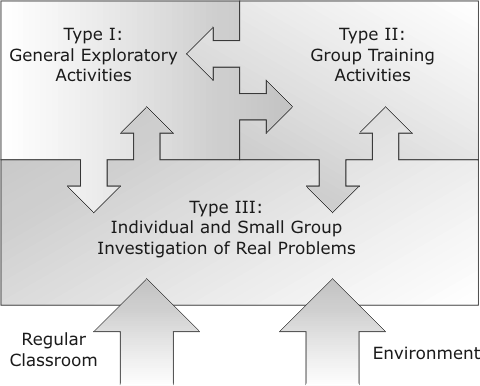 Type I:
General Exploratory
Activities
Type II:
Group Training
Activities
Type III:
Individual and Small Group
Investigation of Real Problems
Regular
Classroom
Environment